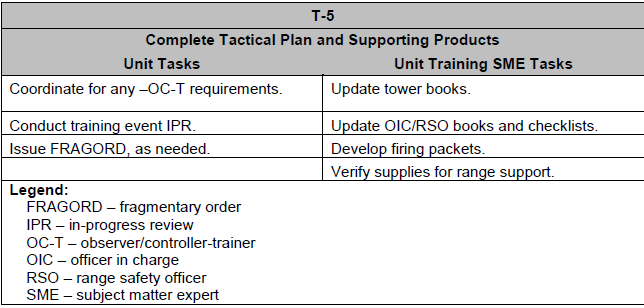 T-5
Complete Tactical Plan and Supporting Products
Unit Tasks Unit Training SME Tasks
Coordinate for any –OC-T requirements. Update tower books.
Conduct training event IPR. Update OIC/RSO books and checklists.
Issue FRAGORD, as needed. Develop firing packets.
Verify supplies for range support.
Legend:
FRAGORD – fragmentary order
IPR – in-progress review
OC-T – observer/controller-trainer
OIC – officer in charge
RSO – range safety officer
SME – subject matter expert